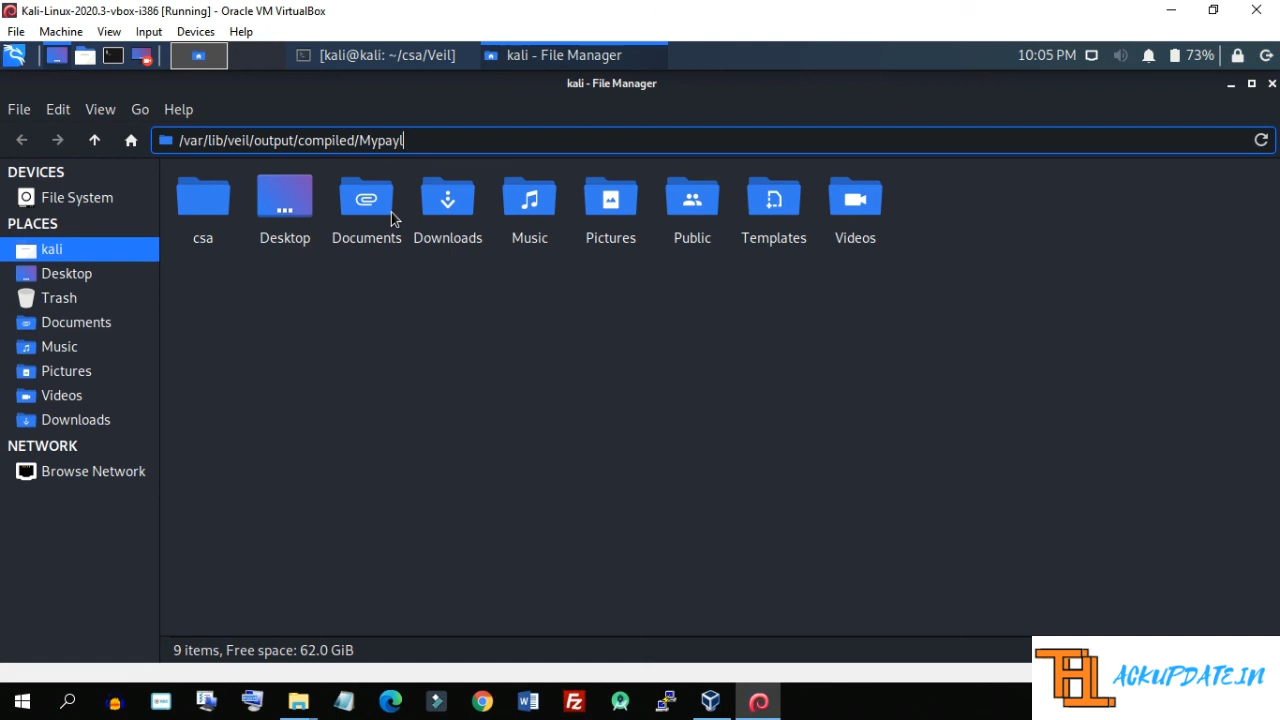 Kali-Linux-2020.3-vbox-i386 [Running] - Oracle VM VirtualBox
File Machine View Input Devices Help
[kali@kali: ~/csa/Veil] kali - File Manager 10:05 PM 73%
kali - File Manager
File Edit View Go Help
/var/lib/veil/output/compiled/Mypayl
DEVICES
File System
PLACES
kali
Desktop
Trash
Documents
Music
Pictures
Videos
Downloads
NETWORK
Browse Network
csa Desktop Documents Downloads Music Pictures Public Templates Videos
9 items, Free space: 62.0 GiB
ACKUPDATE.IN